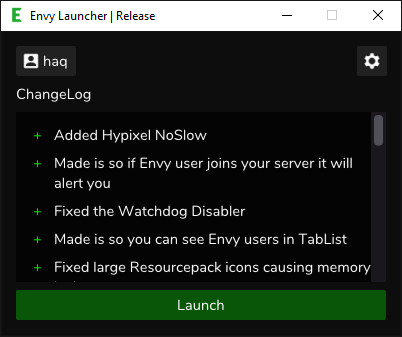 Envy Launcher | Release
haq
ChangeLog
+ Added Hypixel NoSlow
+ Made is so if Envy user joins your server it will
alert you
+ Fixed the Watchdog Disabler
+ Made is so you can see Envy users in TabList
+ Fixed large Resourcepack icons causing memory
Launch